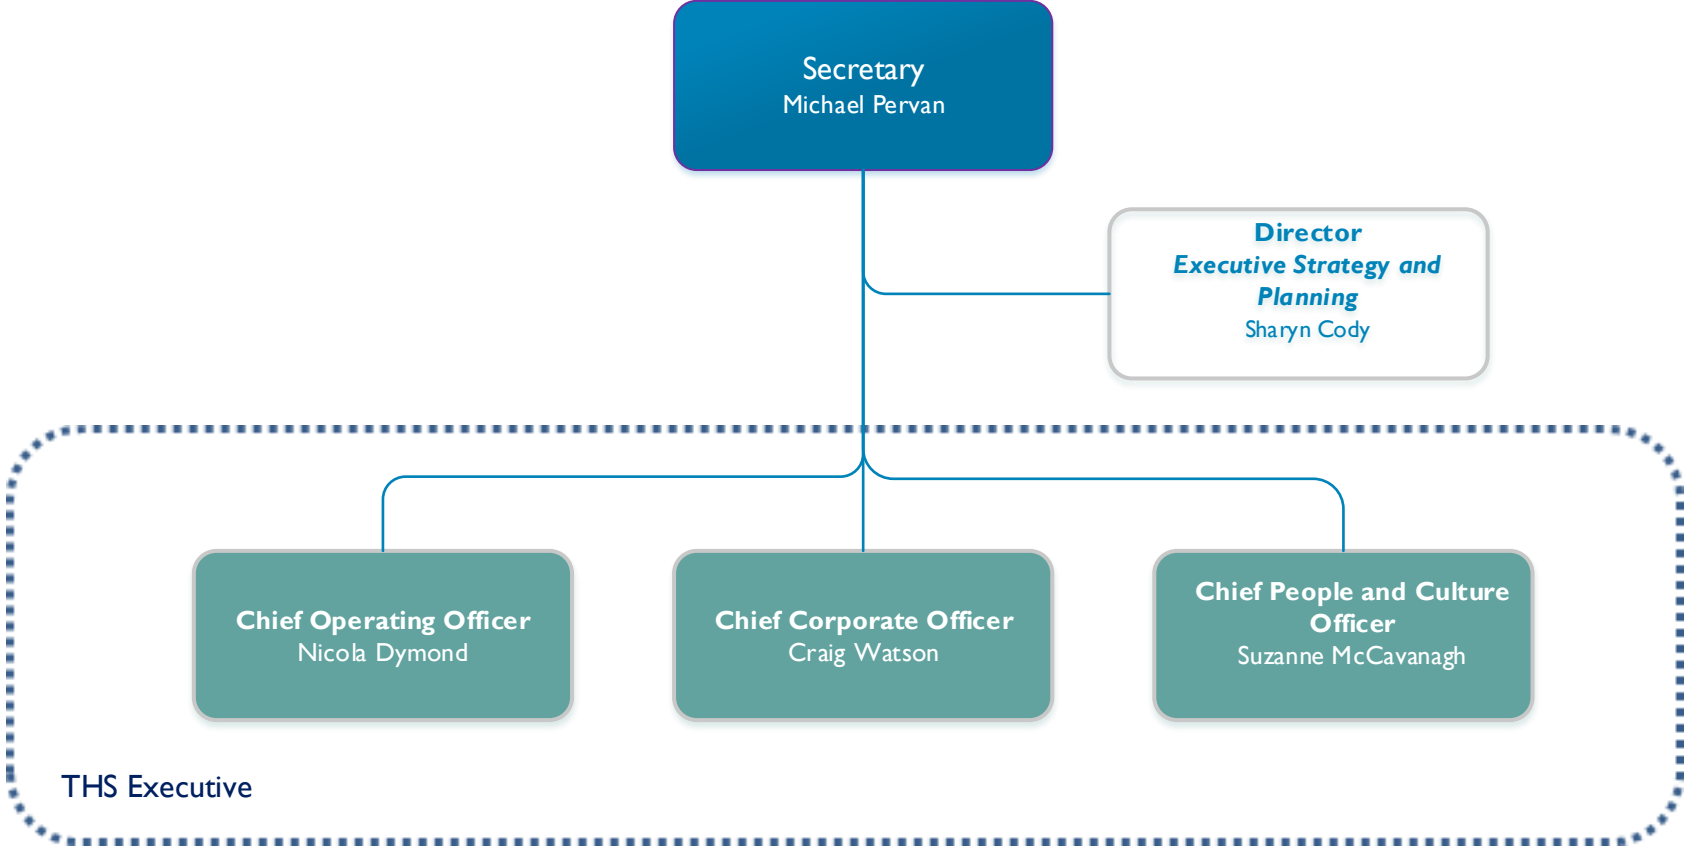 Secretary
Michael Pervan
Director
Executive Strategy and
Planning
Sharyn Cody
Chief Operating Officer
Nicola Dymond
Chief Corporate Officer
Craig Watson
Chief People and Culture
Officer
Suzanne McCavanagh
THS Executive